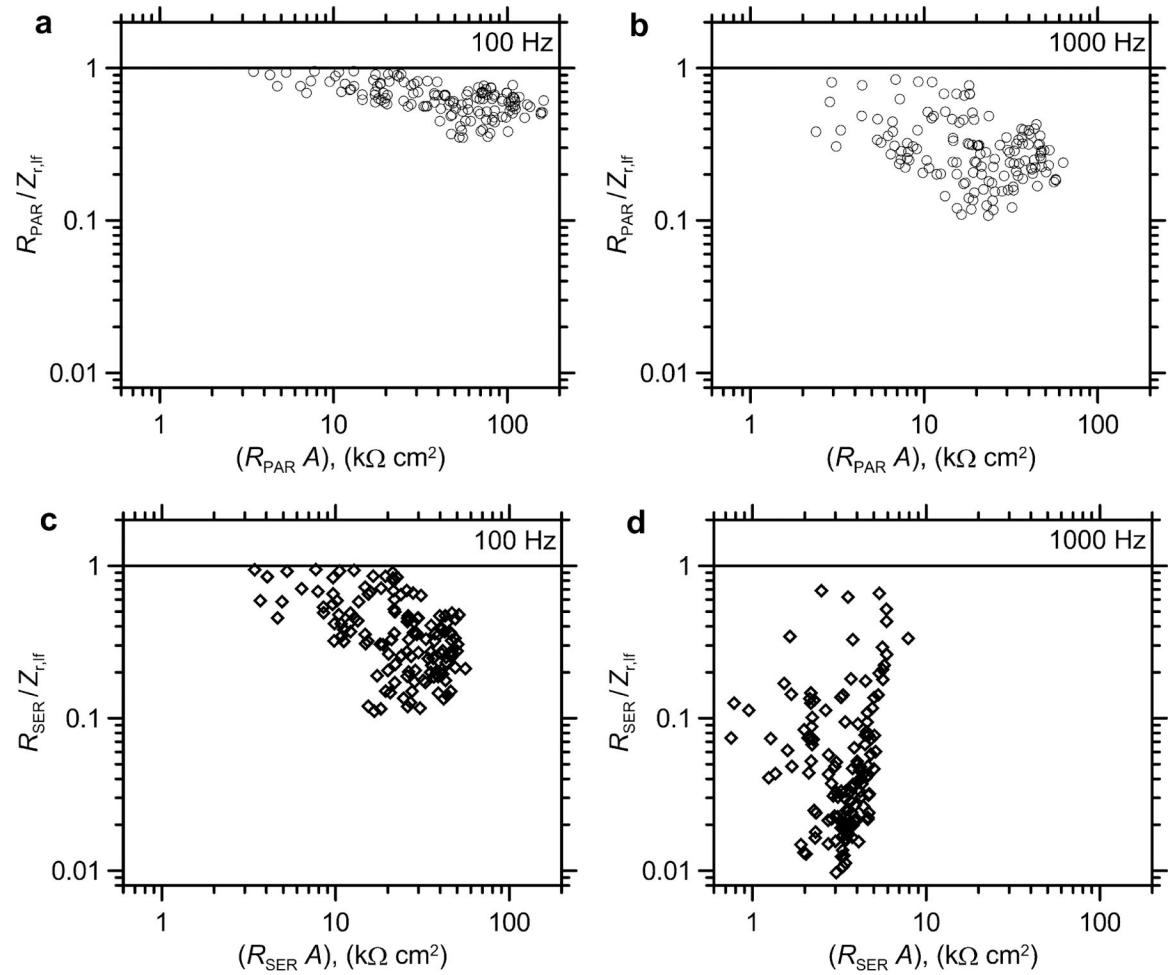 a
100 Hz
1
0.1
0.01
R_PAR / Z_r,lf
1 10 100
(R_PAR A), (kΩ cm²)
b
1000 Hz
1
0.1
0.01
R_PAR / Z_r,lf
1 10 100
(R_PAR A), (kΩ cm²)
c
100 Hz
1
0.1
0.01
R_SER / Z_r,lf
1 10 100
(R_SER A), (kΩ cm²)
d
1000 Hz
1
0.1
0.01
R_SER / Z_r,lf
1 10 100
(R_SER A), (kΩ cm²)